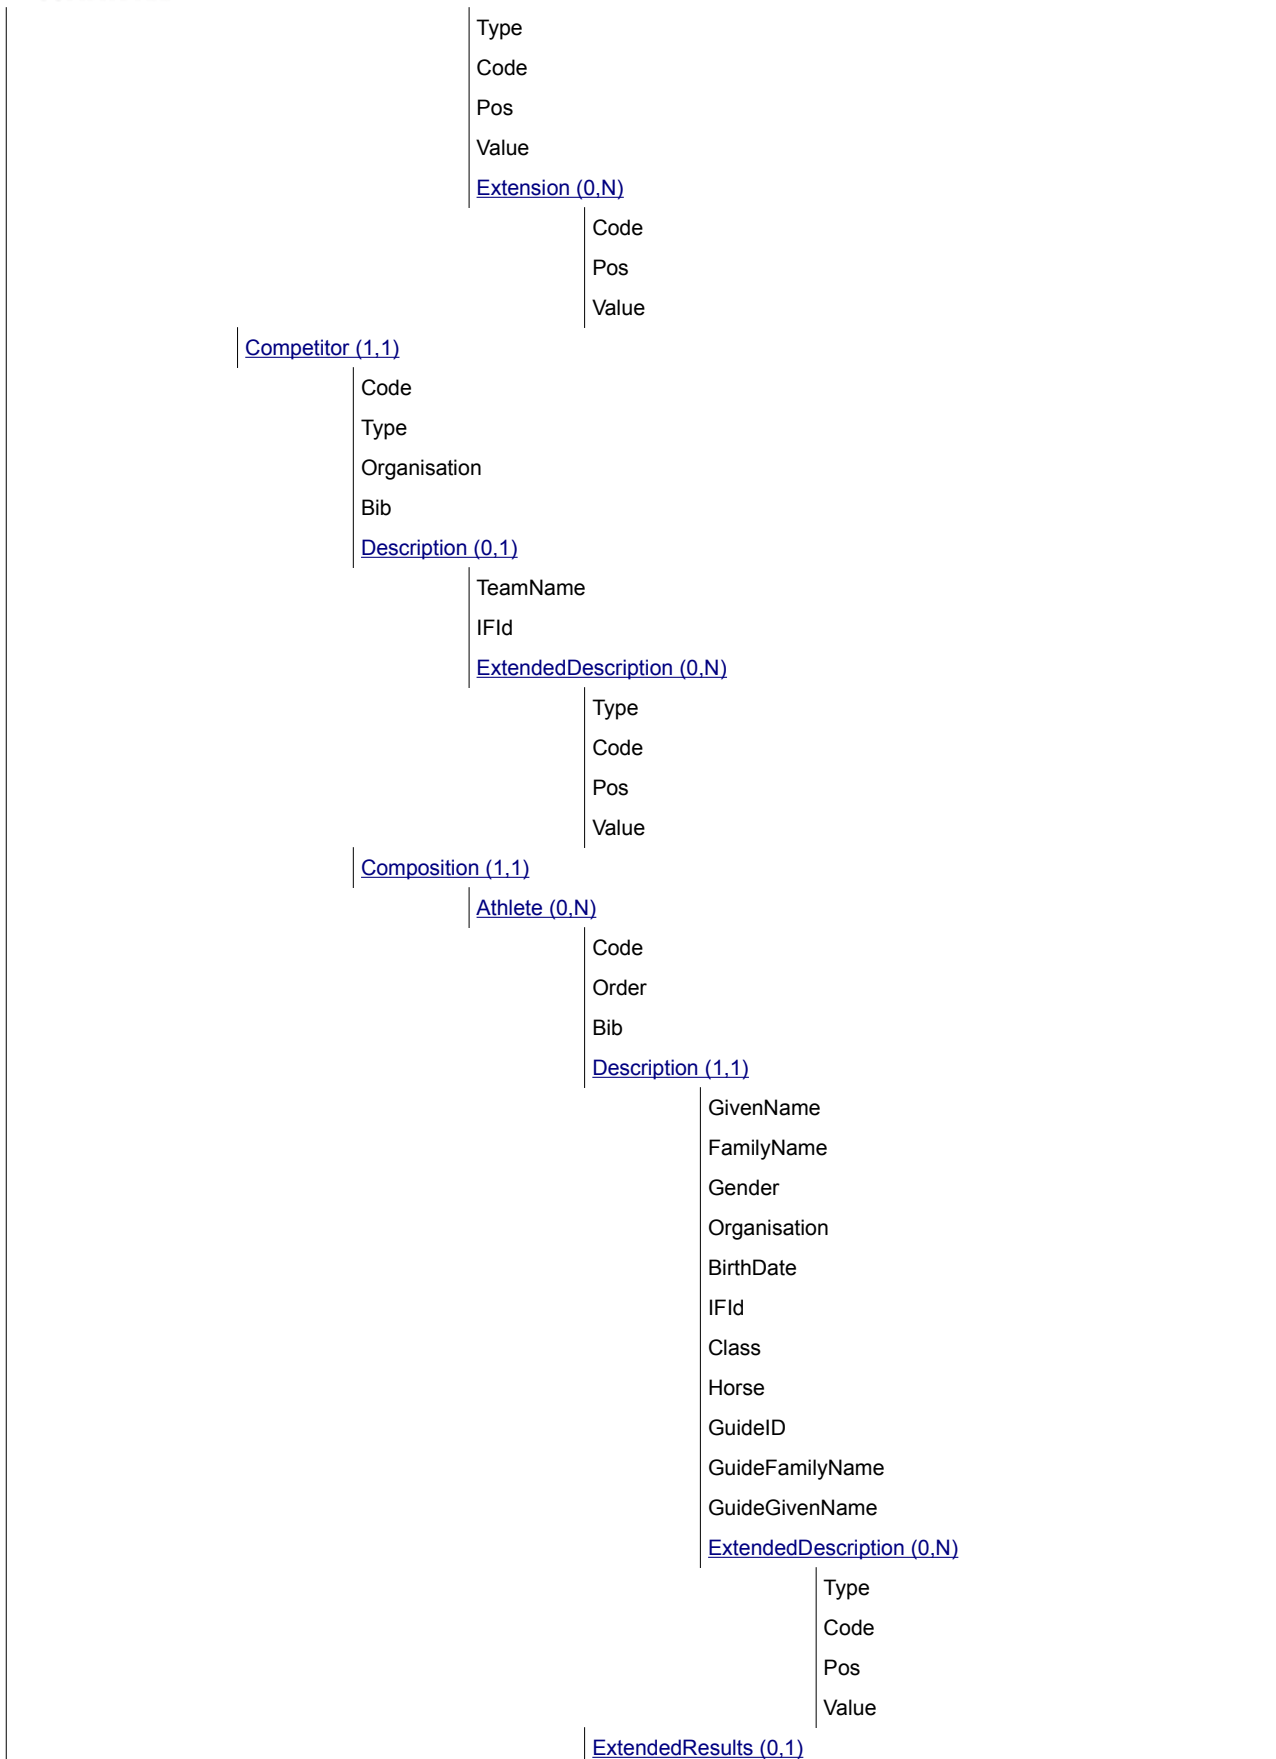 Type
Code
Pos
Value
Extension (0,N)
Code
Pos
Value
Competitor (1,1)
Code
Type
Organisation
Bib
Description (0,1)
TeamName
IFId
ExtendedDescription (0,N)
Type
Code
Pos
Value
Composition (1,1)
Athlete (0,N)
Code
Order
Bib
Description (1,1)
GivenName
FamilyName
Gender
Organisation
BirthDate
IFId
Class
Horse
GuideID
GuideFamilyName
GuideGivenName
ExtendedDescription (0,N)
Type
Code
Pos
Value
ExtendedResults (0,1)